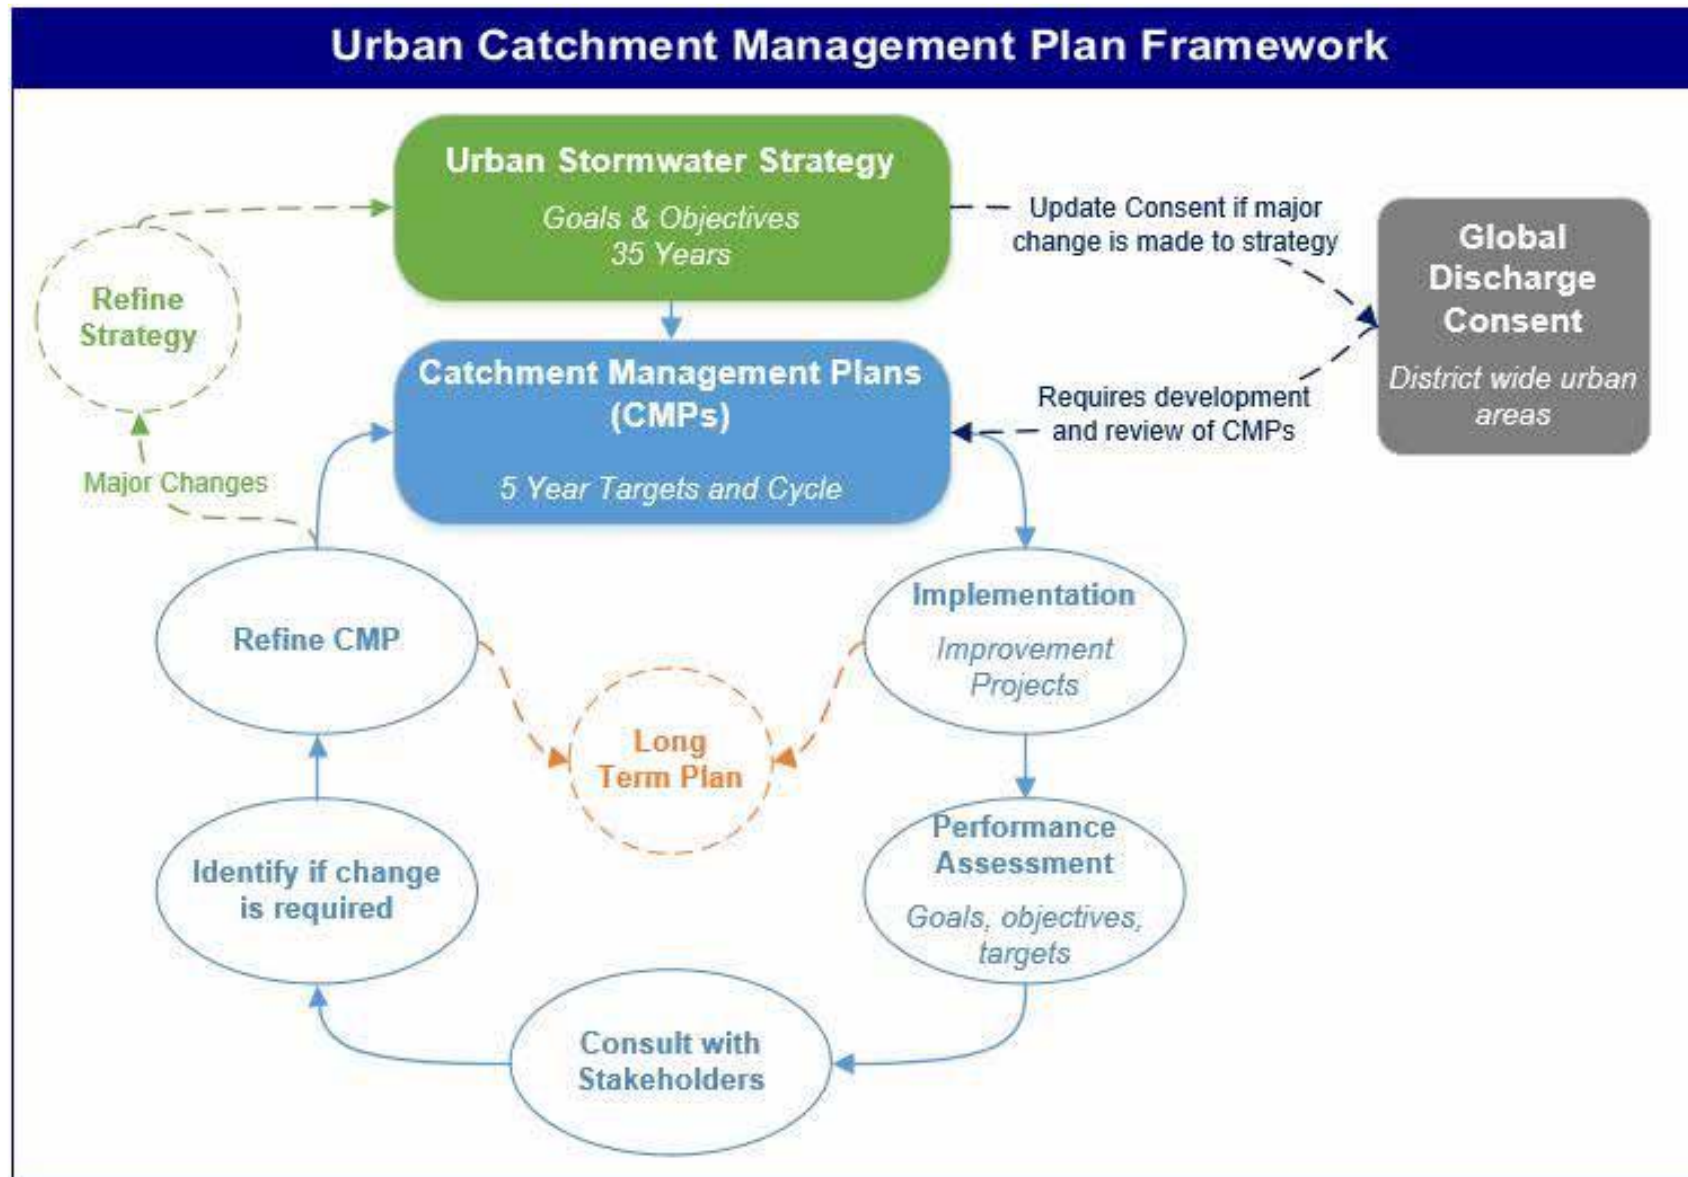 Urban Catchment Management Plan Framework
Urban Stormwater Strategy
Goals & Objectives
35 Years
Update Consent if major
change is made to strategy
Global
Discharge
Consent
District wide urban
areas
Refine
Strategy
Catchment Management Plans
(CMPs)
5 Year Targets and Cycle
Requires development
and review of CMPs
Major Changes
Refine CMP
Implementation
Improvement
Projects
Long
Term Plan
Identify if change
is required
Performance
Assessment
Goals, objectives,
targets
Consult with
Stakeholders